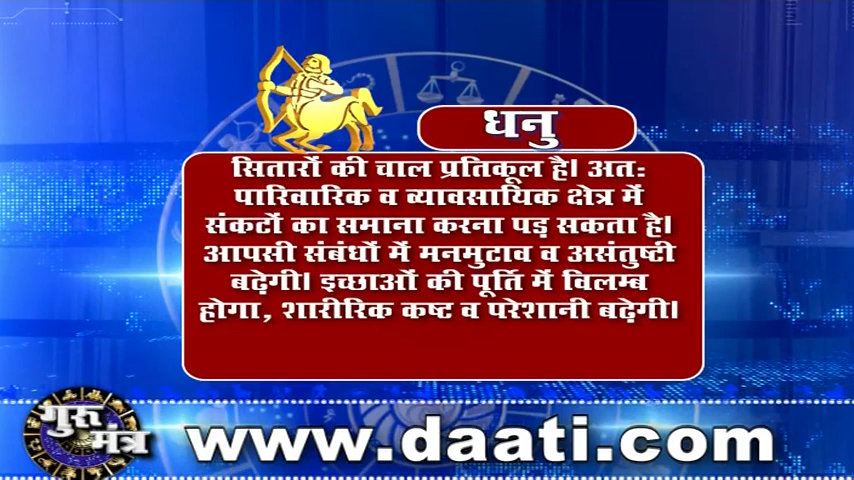 धनु
सितारों की चाल प्रतिकूल है। अतः
पारिवारिक व व्यावसायिक क्षेत्र में
संकटों का समाना करना पड़ सकता है।
आपसी संबंधों में मनमुटाव व असंतुष्टी
बढ़ेगी। इच्छाओं की पूर्ति में विलम्ब
होगा, शारीरिक कष्ट व परेशानी बढ़ेगी।
गुरु
मंत्र
www.daati.com